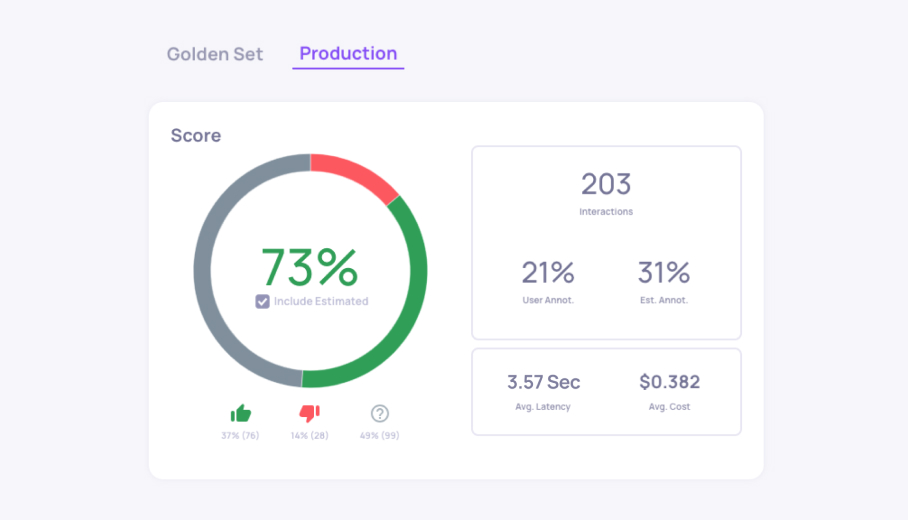 Golden Set
Production
Score
73%
Include Estimated
37% (76)
14% (28)
49% (99)
203
Interactions
21%
User Annot.
31%
Est. Annot.
3.57 Sec
Avg. Latency
$0.382
Avg. Cost